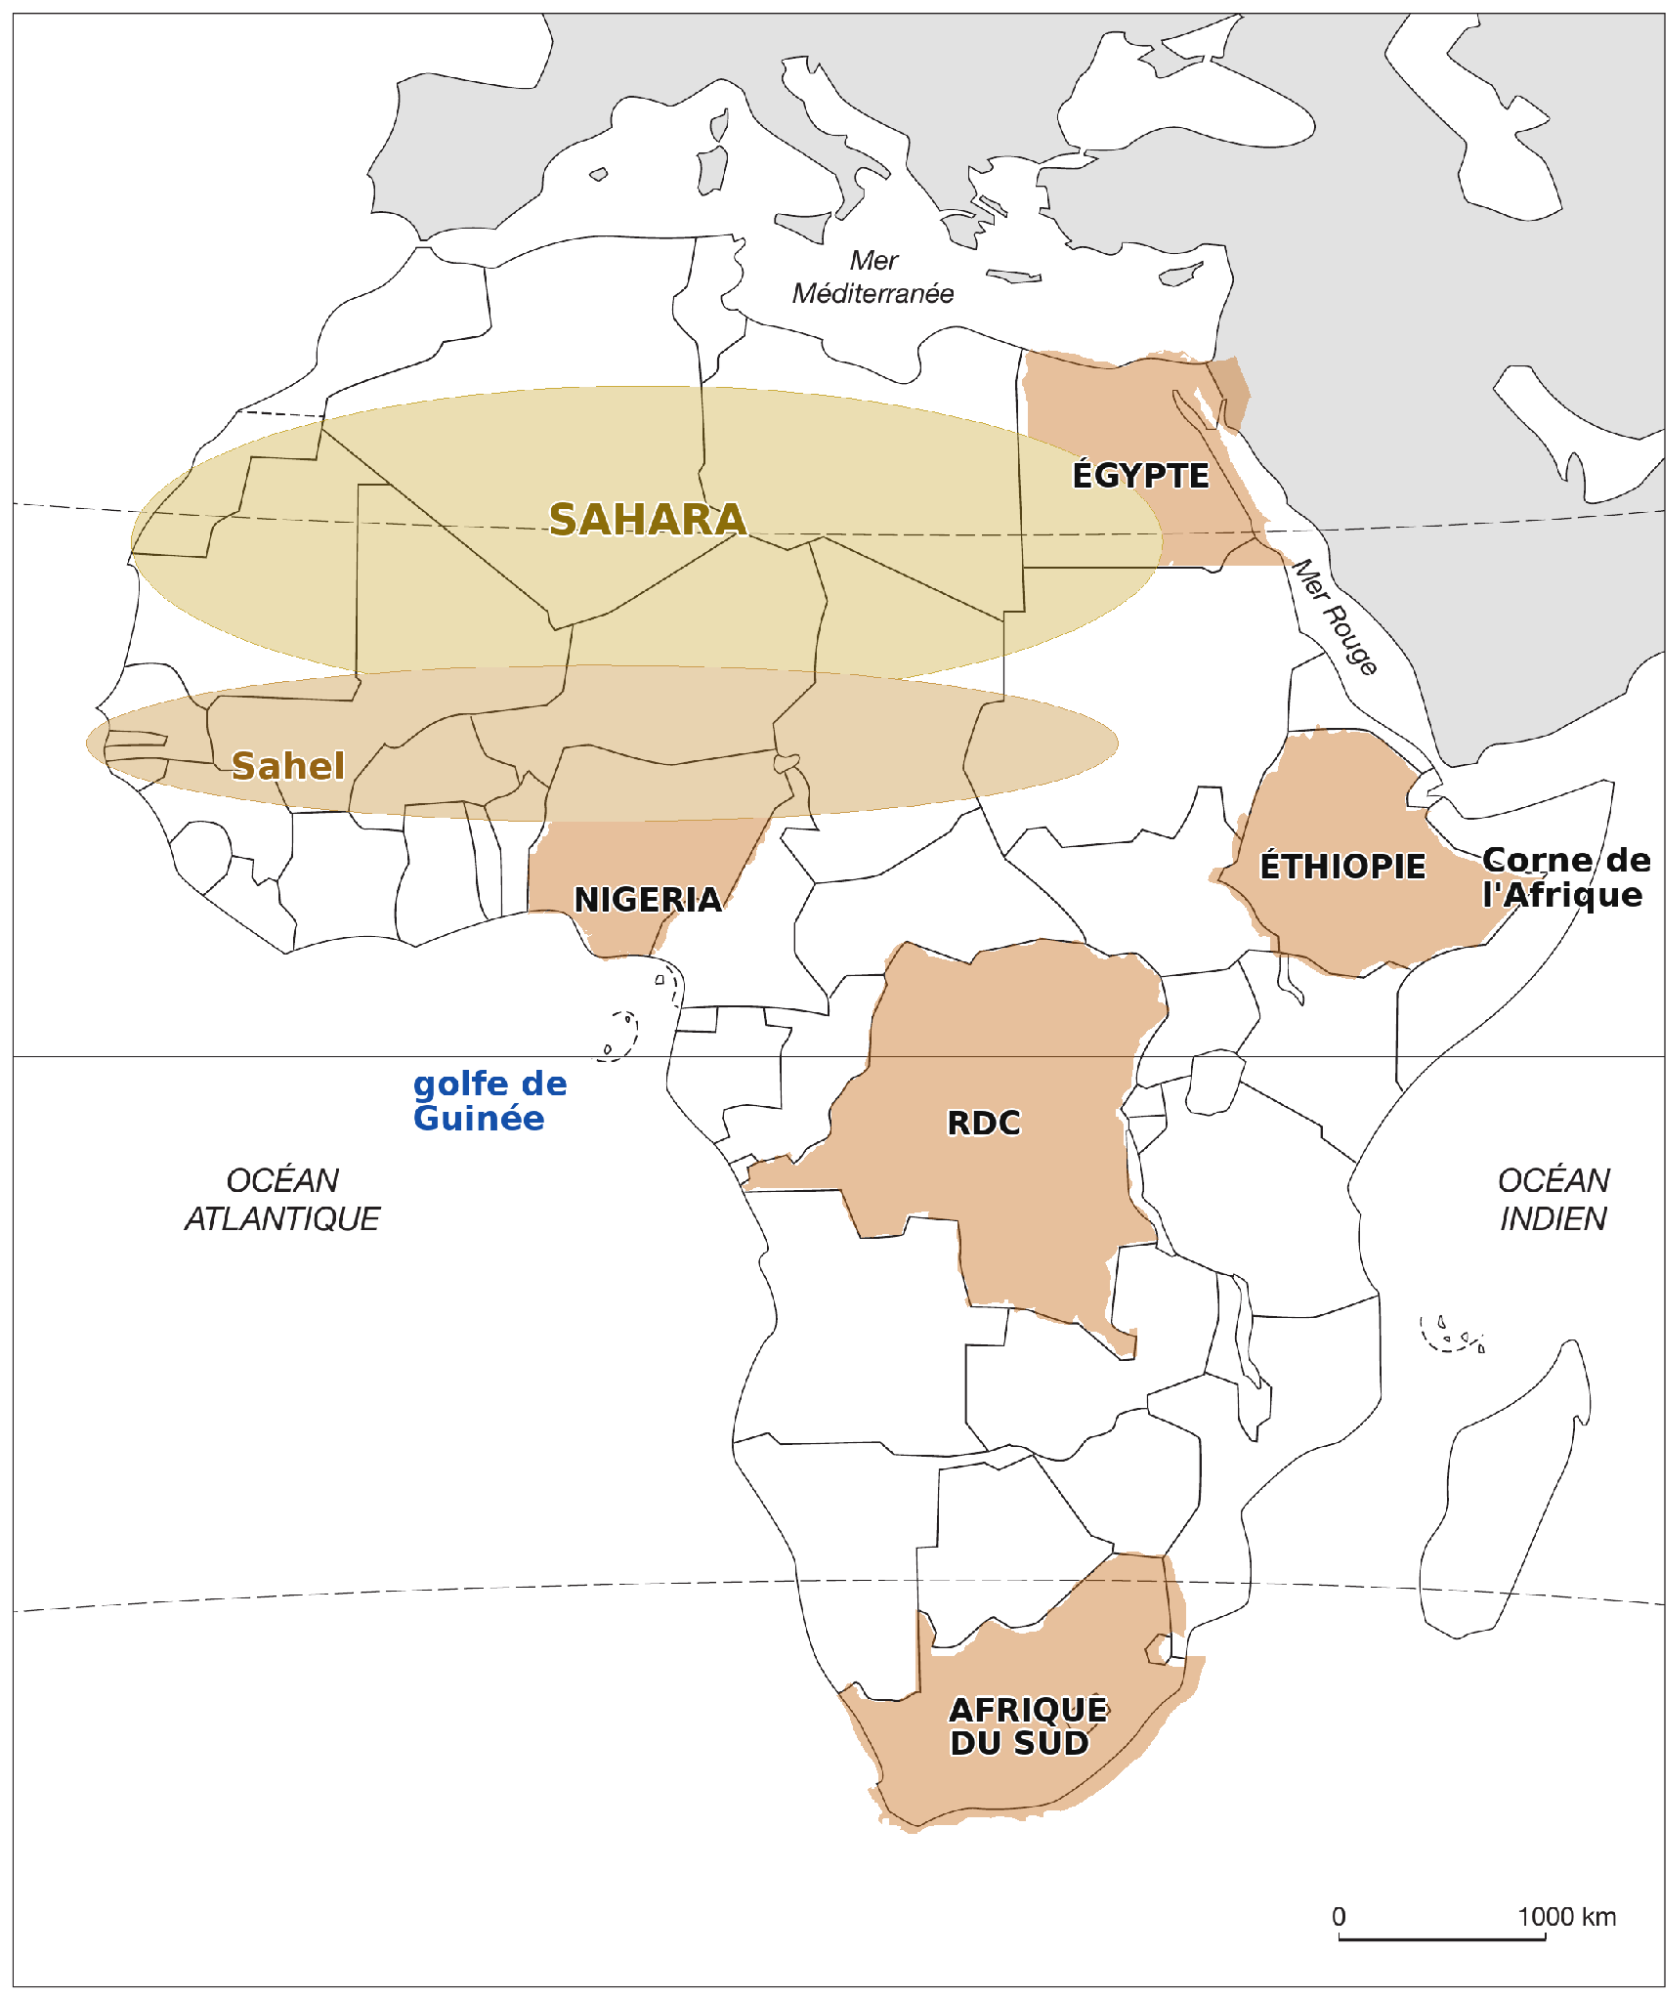 Mer
Méditerranée
ÉGYPTE
SAHARA
Mer Rouge
Sahel
ÉTHIOPIE
Corne de
l'Afrique
NIGERIA
golfe de
Guinée
RDC
OCÉAN
ATLANTIQUE
OCÉAN
INDIEN
AFRIQUE
DU SUD
0 1000 km